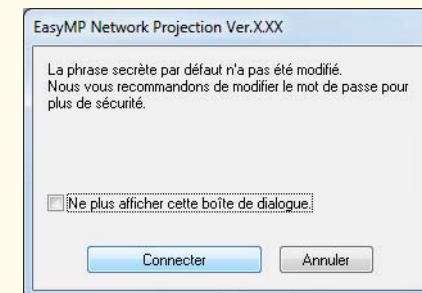 EasyMP Network Projection Ver.X.XX
La phrase secrète par défaut n'a pas été modifié.
Nous vous recommandons de modifier le mot de passe pour
plus de sécurité.
Ne plus afficher cette boîte de dialogue.
Connecter Annuler